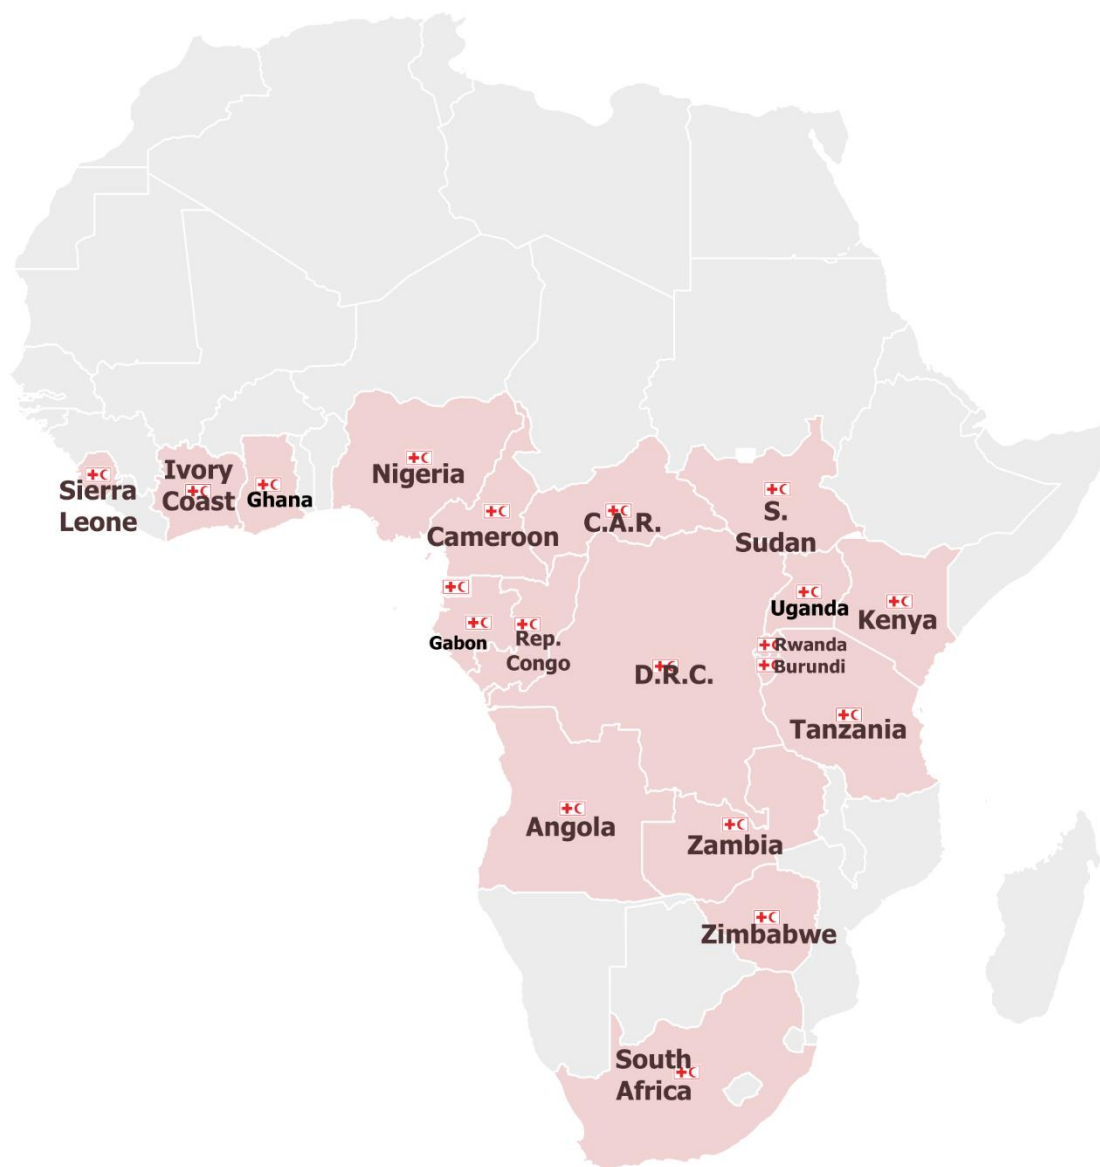 Sierra
Leone
Ivory
Coast
Ghana
Nigeria
Cameroon
C.A.R.
S.
Sudan
Uganda
Kenya
Gabon
Rep.
Congo
D.R.C.
Rwanda
Burundi
Tanzania
Angola
Zambia
Zimbabwe
South
Africa